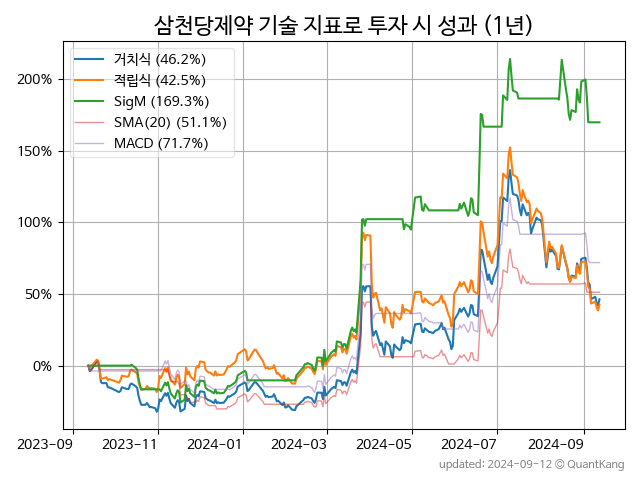 삼천당제약 기술 지표로 투자 시 성과 (1년)
거치식 (46.2%)
적립식 (42.5%)
SigM (169.3%)
SMA(20) (51.1%)
MACD (71.7%)
200%
150%
100%
50%
0%
2023-09 2023-11 2024-01 2024-03 2024-05 2024-07 2024-09
updated: 2024-09-12 © QuantKang